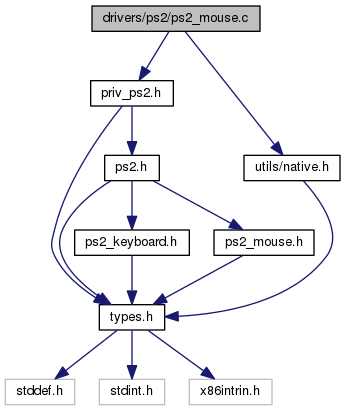 drivers/ps2/ps2_mouse.c
priv_ps2.h
ps2.h
utils/native.h
ps2_keyboard.h
ps2_mouse.h
types.h
stddef.h
stdint.h
x86intrin.h